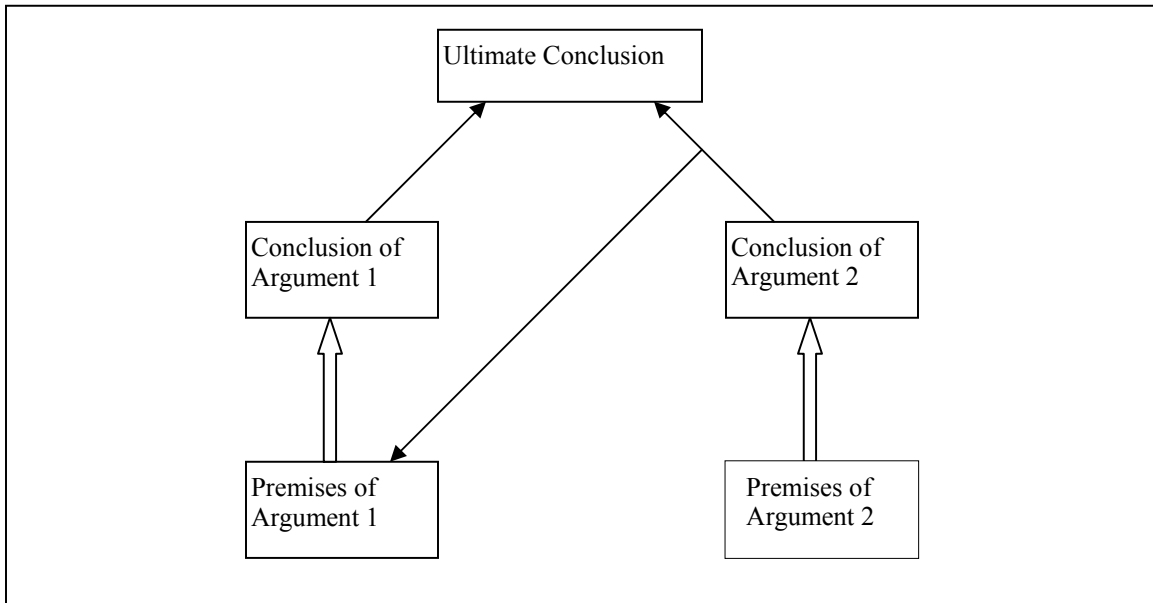 Ultimate Conclusion
Conclusion of
Argument 1
Conclusion of
Argument 2
Premises of
Argument 1
Premises of
Argument 2